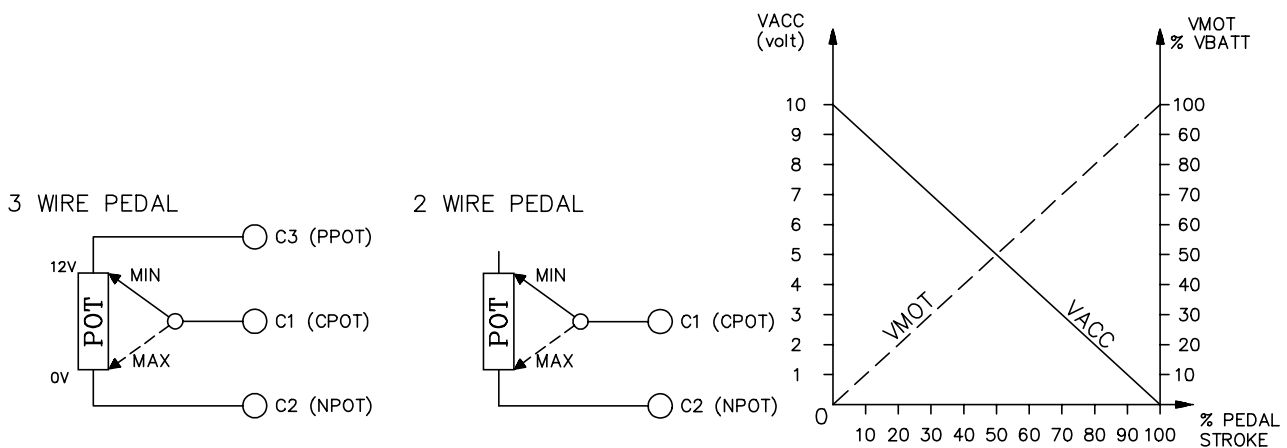 3 WIRE PEDAL
C3 (PPOT)
12V
MIN
POT
C1 (CPOT)
MAX
0V
C2 (NPOT)
2 WIRE PEDAL
MIN
POT
C1 (CPOT)
MAX
C2 (NPOT)
VACC
(volt)
VMOT
% VBATT
10
9
8
7
6
5
4
3
2
1
0
100
60
80
70
60
50
40
30
20
10
VMOT
VACC
10 20 30 40 50 60 70 80 90 100
% PEDAL
STROKE